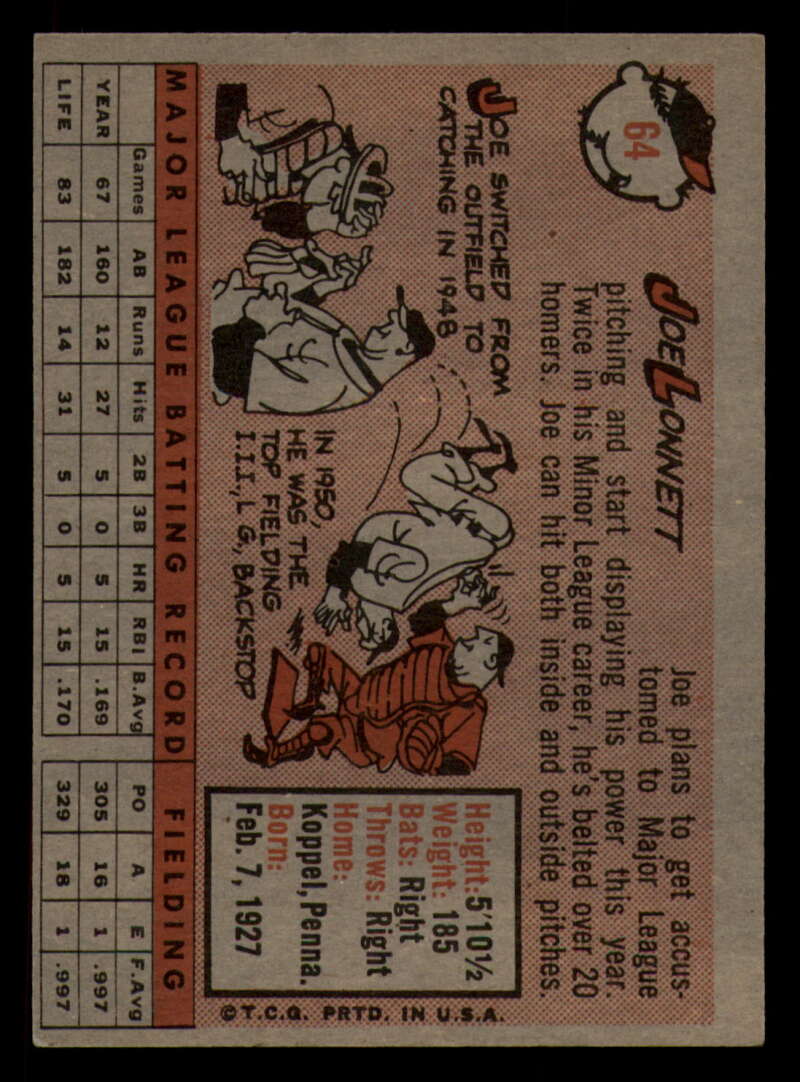 64
JOE LONNETT
Joe plans to get accus-
tomed to Major League
pitching and start displaying his power this year.
Twice in his Minor League career, he's belted over 20
homers. Joe can hit both inside and outside pitches.
JOE SWITCHED FROM
THE OUTFIELD TO
CATCHING IN 1948
IN 1950,
HE WAS THE
TOP FIELDING
I.I.I., L G., BACKSTOP
Height: 5'10½
Weight: 185
Bats: Right
Throws: Right
Home:
Koppel, Penna.
Born:
Feb. 7, 1927
©T.C.G. PRTD. IN U.S.A.
MAJOR LEAGUE BATTING RECORD FIELDING
Games AB Runs Hits 2B 3B HR RBI B.Avg PO A E F.Avg
YEAR 67 160 12 27 5 0 5 15 .169 305 16 1 .997
LIFE 83 182 14 31 5 0 5 15 .170 329 18 1 .997